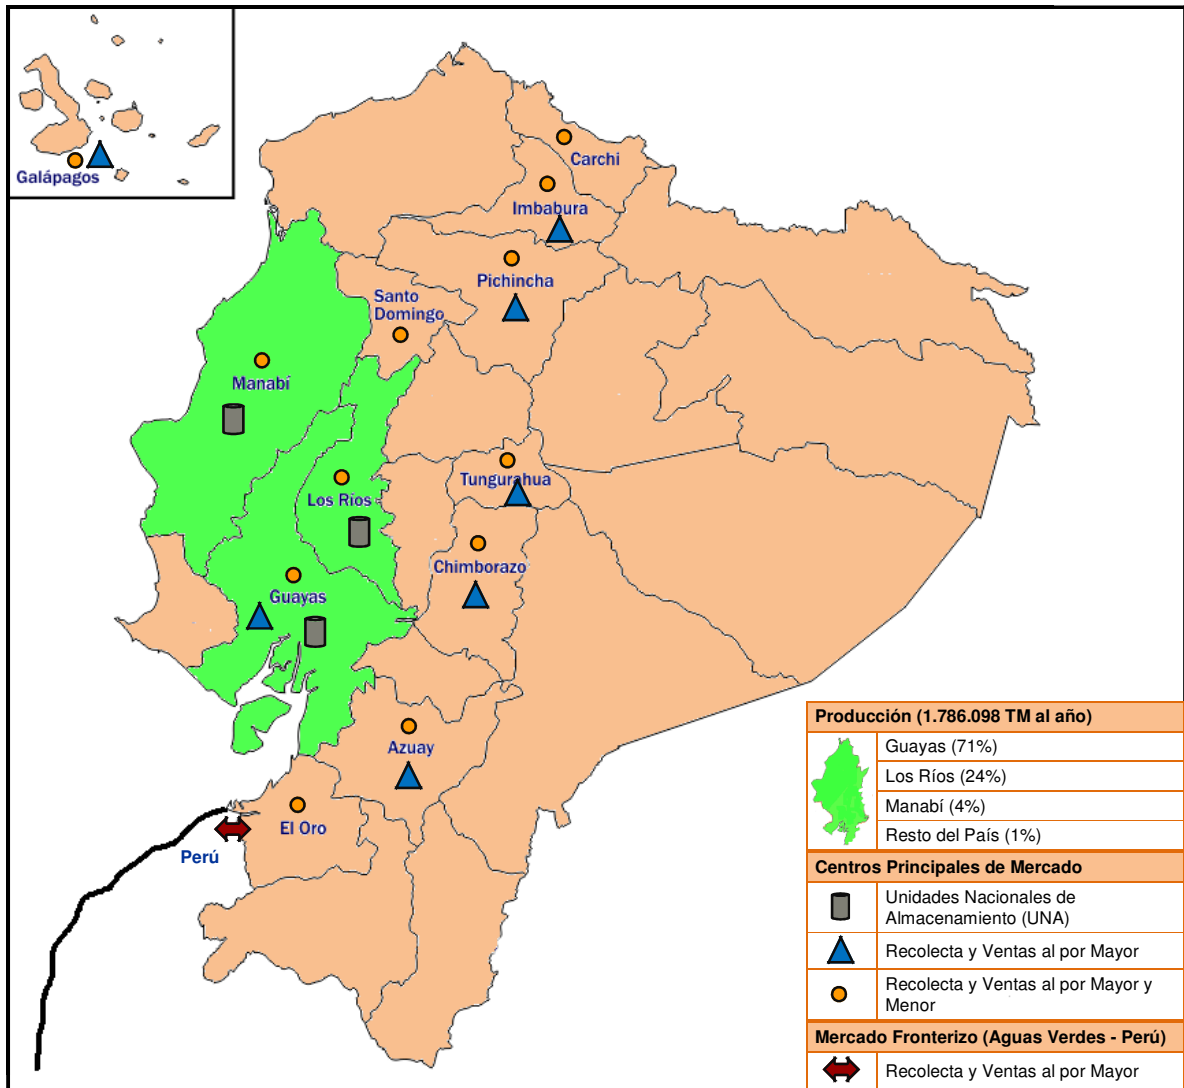 Galápagos
Carchi
Imbabura
Pichincha
Santo
Domingo
Manabí
Tungurahua
Los Ríos
Chimborazo
Guayas
Azuay
El Oro
Perú
Producción (1.786.098 TM al año)
Guayas (71%)
Los Ríos (24%)
Manabí (4%)
Resto del País (1%)
Centros Principales de Mercado
Unidades Nacionales de
Almacenamiento (UNA)
Recolecta y Ventas al por Mayor
Recolecta y Ventas al por Mayor y
Menor
Mercado Fronterizo (Aguas Verdes - Perú)
Recolecta y Ventas al por Mayor